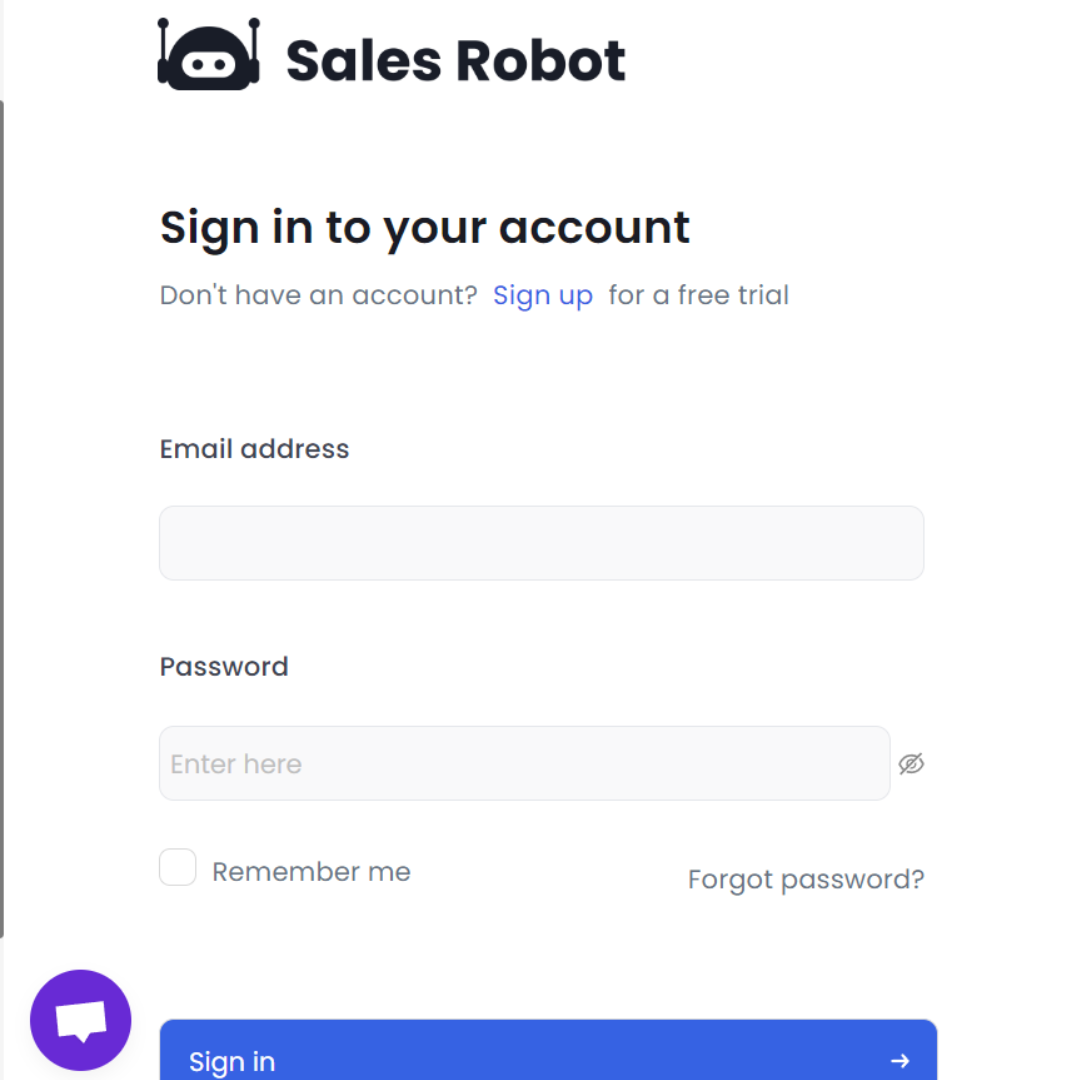 Sales Robot
Sign in to your account
Don't have an account? Sign up for a free trial
Email address
Password
Enter here
Remember me
Forgot password?
Sign in